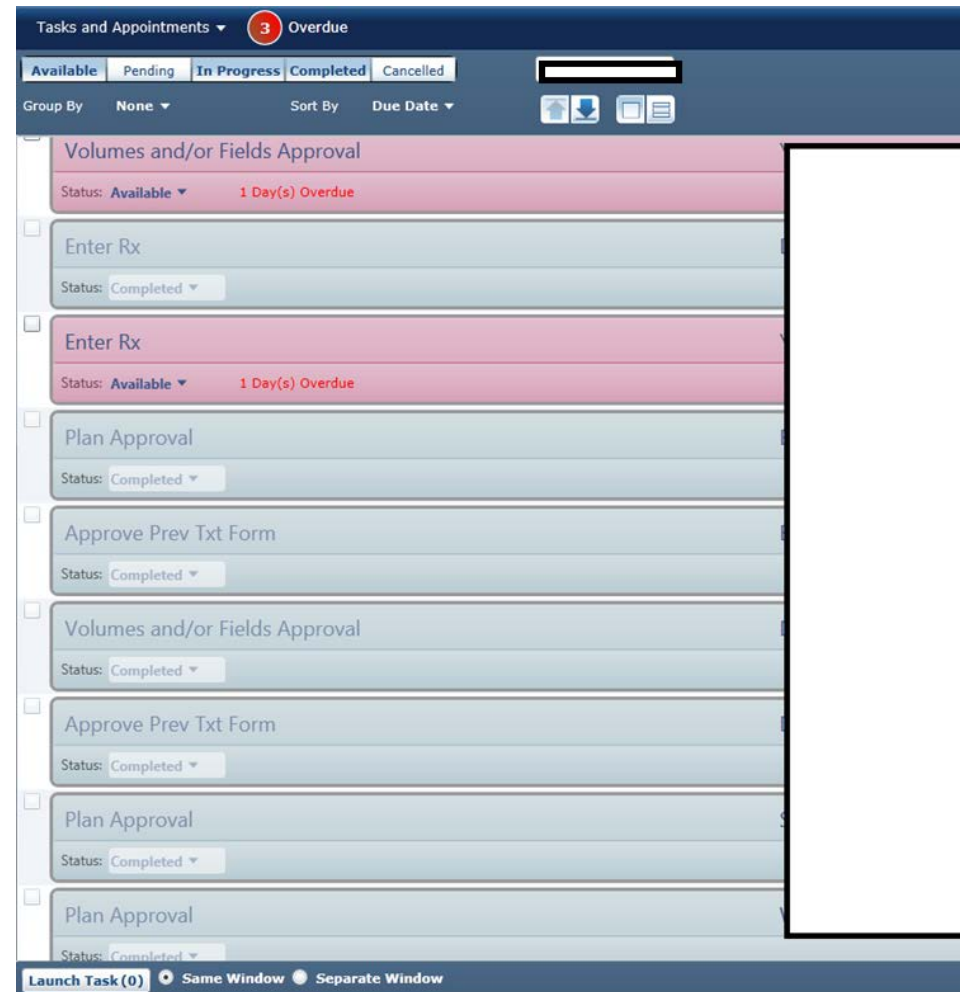 Tasks and Appointments 3 Overdue
Available Pending In Progress Completed Cancelled
Group By None Sort By Due Date
Volumes and/or Fields Approval
Status: Available 1 Day(s) Overdue
Enter Rx
Status: Completed
Enter Rx
Status: Available 1 Day(s) Overdue
Plan Approval
Status: Completed
Approve Prev Txt Form
Status: Completed
Volumes and/or Fields Approval
Status: Completed
Approve Prev Txt Form
Status: Completed
Plan Approval
Status: Completed
Plan Approval
Status: Completed
Launch Task (0) Same Window Separate Window